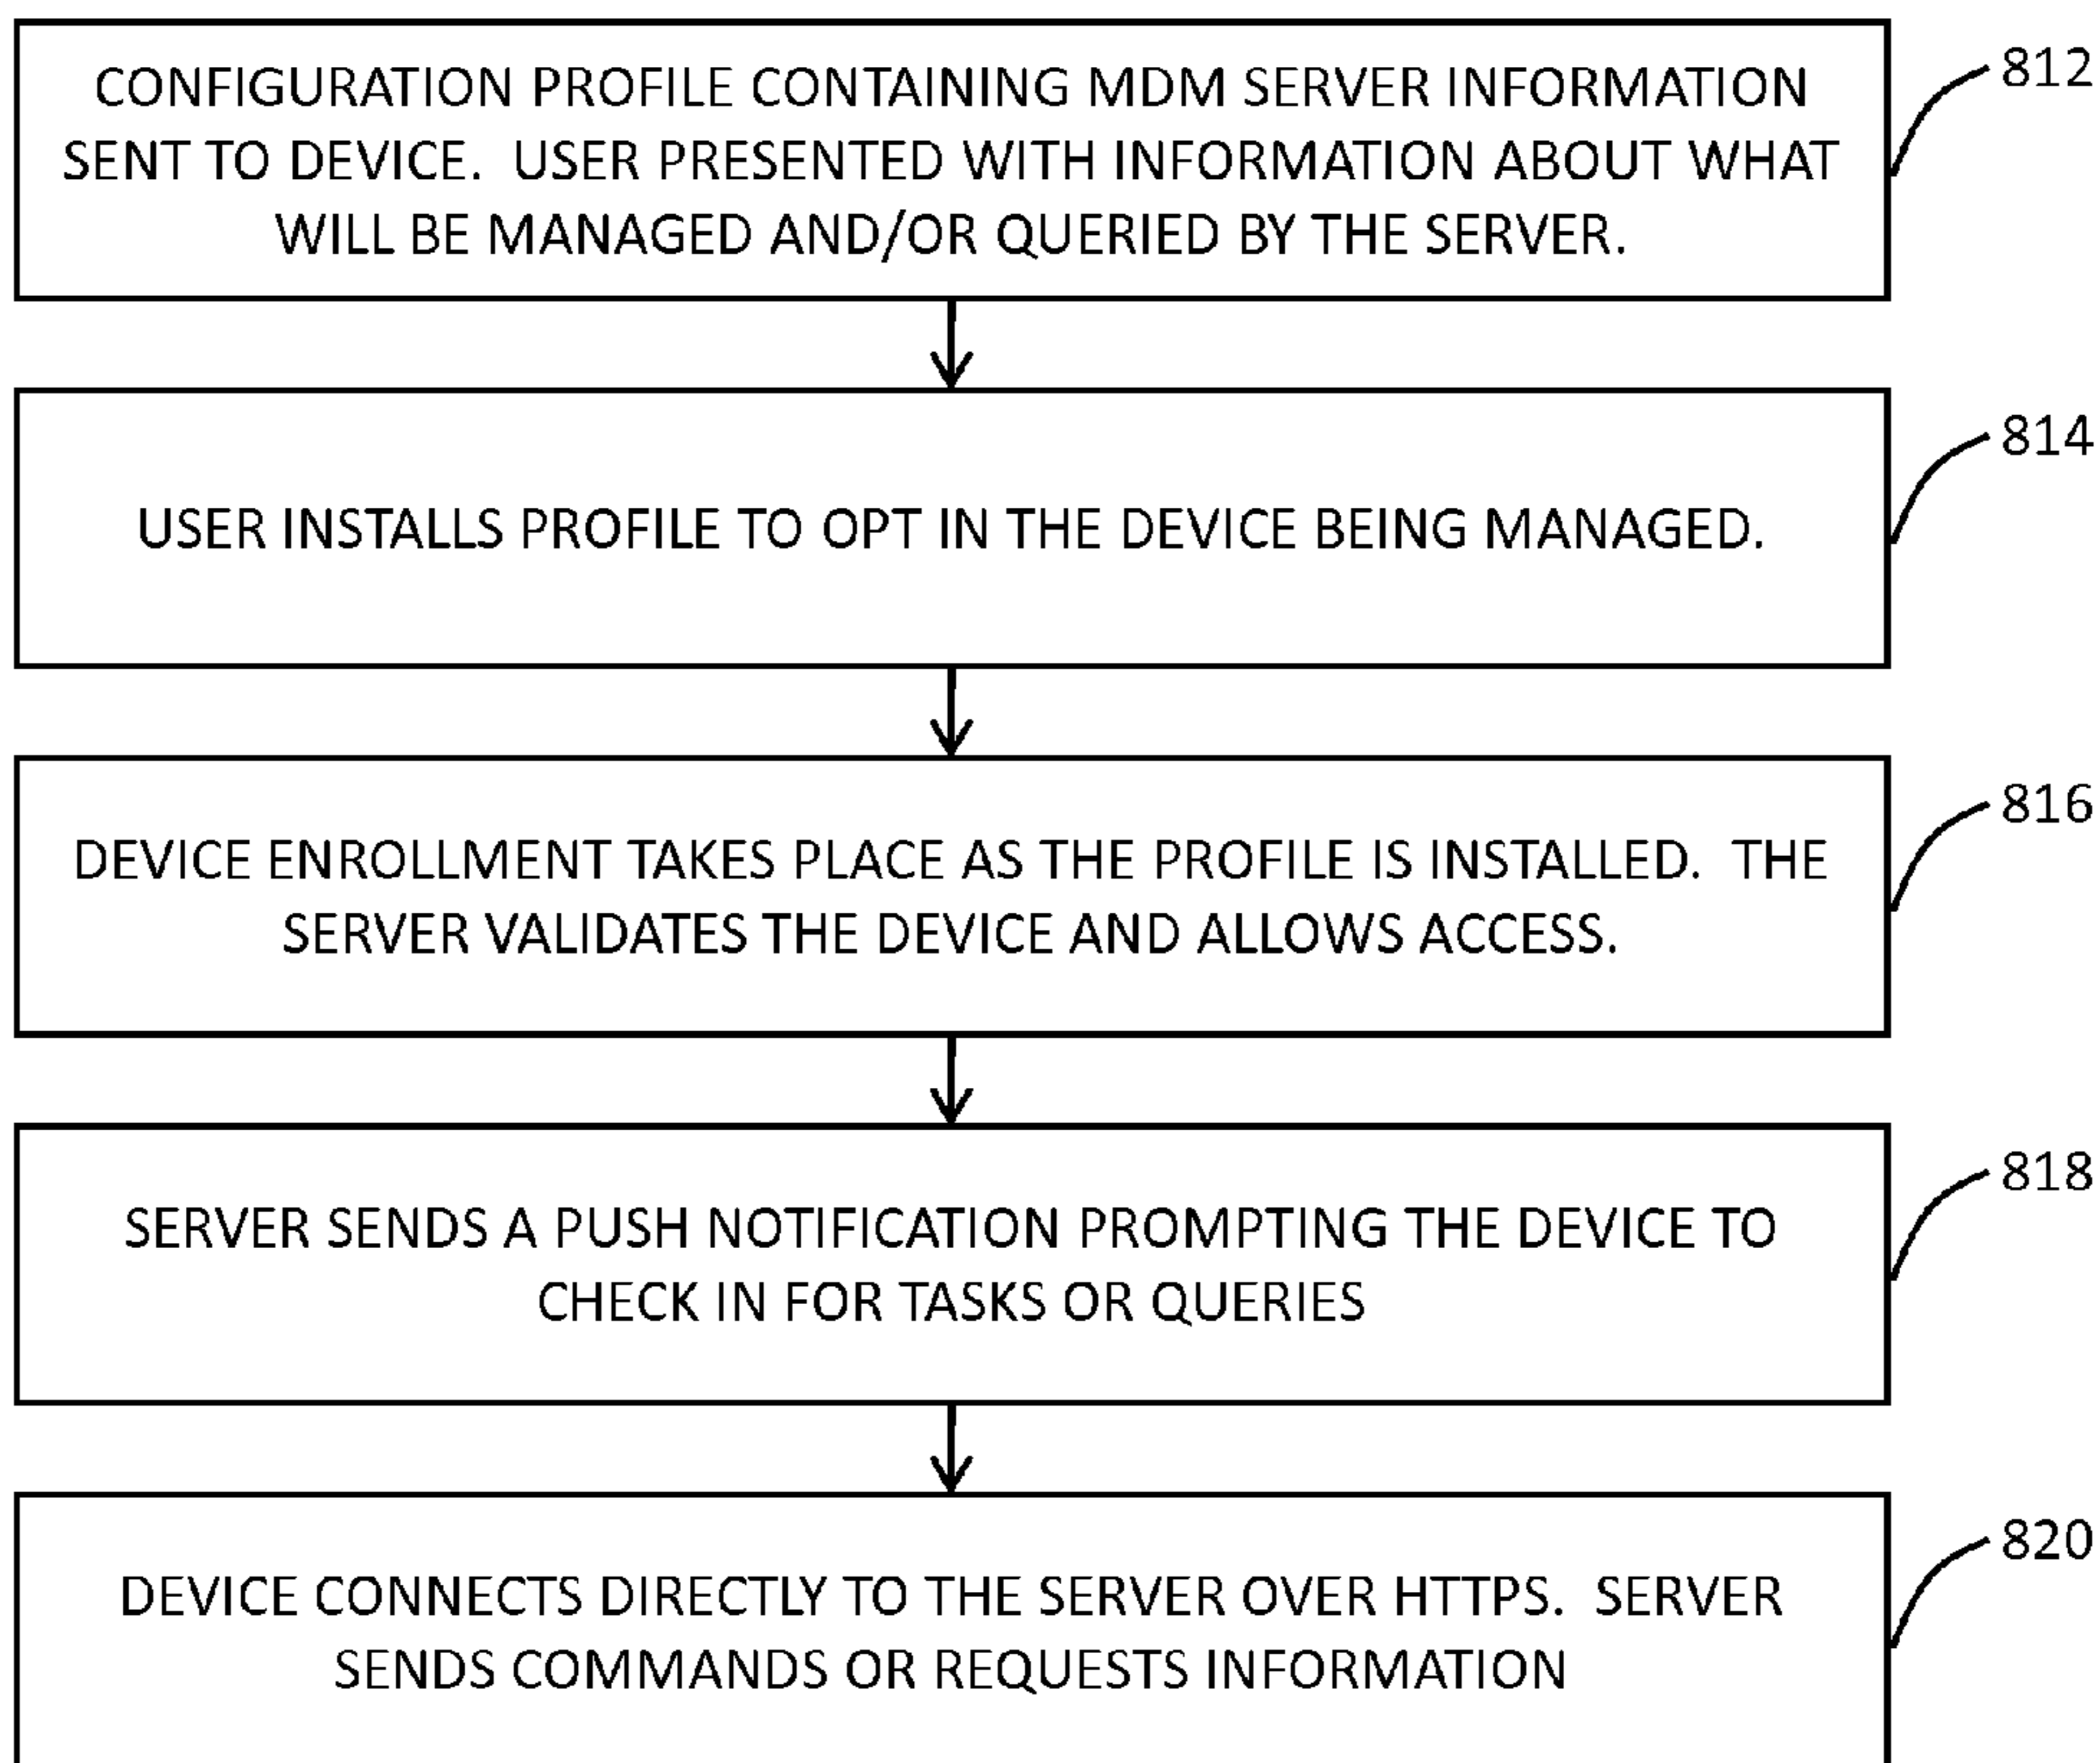 CONFIGURATION PROFILE CONTAINING MDM SERVER INFORMATION
SENT TO DEVICE. USER PRESENTED WITH INFORMATION ABOUT WHAT
WILL BE MANAGED AND/OR QUERIED BY THE SERVER.
812
USER INSTALLS PROFILE TO OPT IN THE DEVICE BEING MANAGED.
814
DEVICE ENROLLMENT TAKES PLACE AS THE PROFILE IS INSTALLED. THE
SERVER VALIDATES THE DEVICE AND ALLOWS ACCESS.
816
SERVER SENDS A PUSH NOTIFICATION PROMPTING THE DEVICE TO
CHECK IN FOR TASKS OR QUERIES
818
DEVICE CONNECTS DIRECTLY TO THE SERVER OVER HTTPS. SERVER
SENDS COMMANDS OR REQUESTS INFORMATION
820